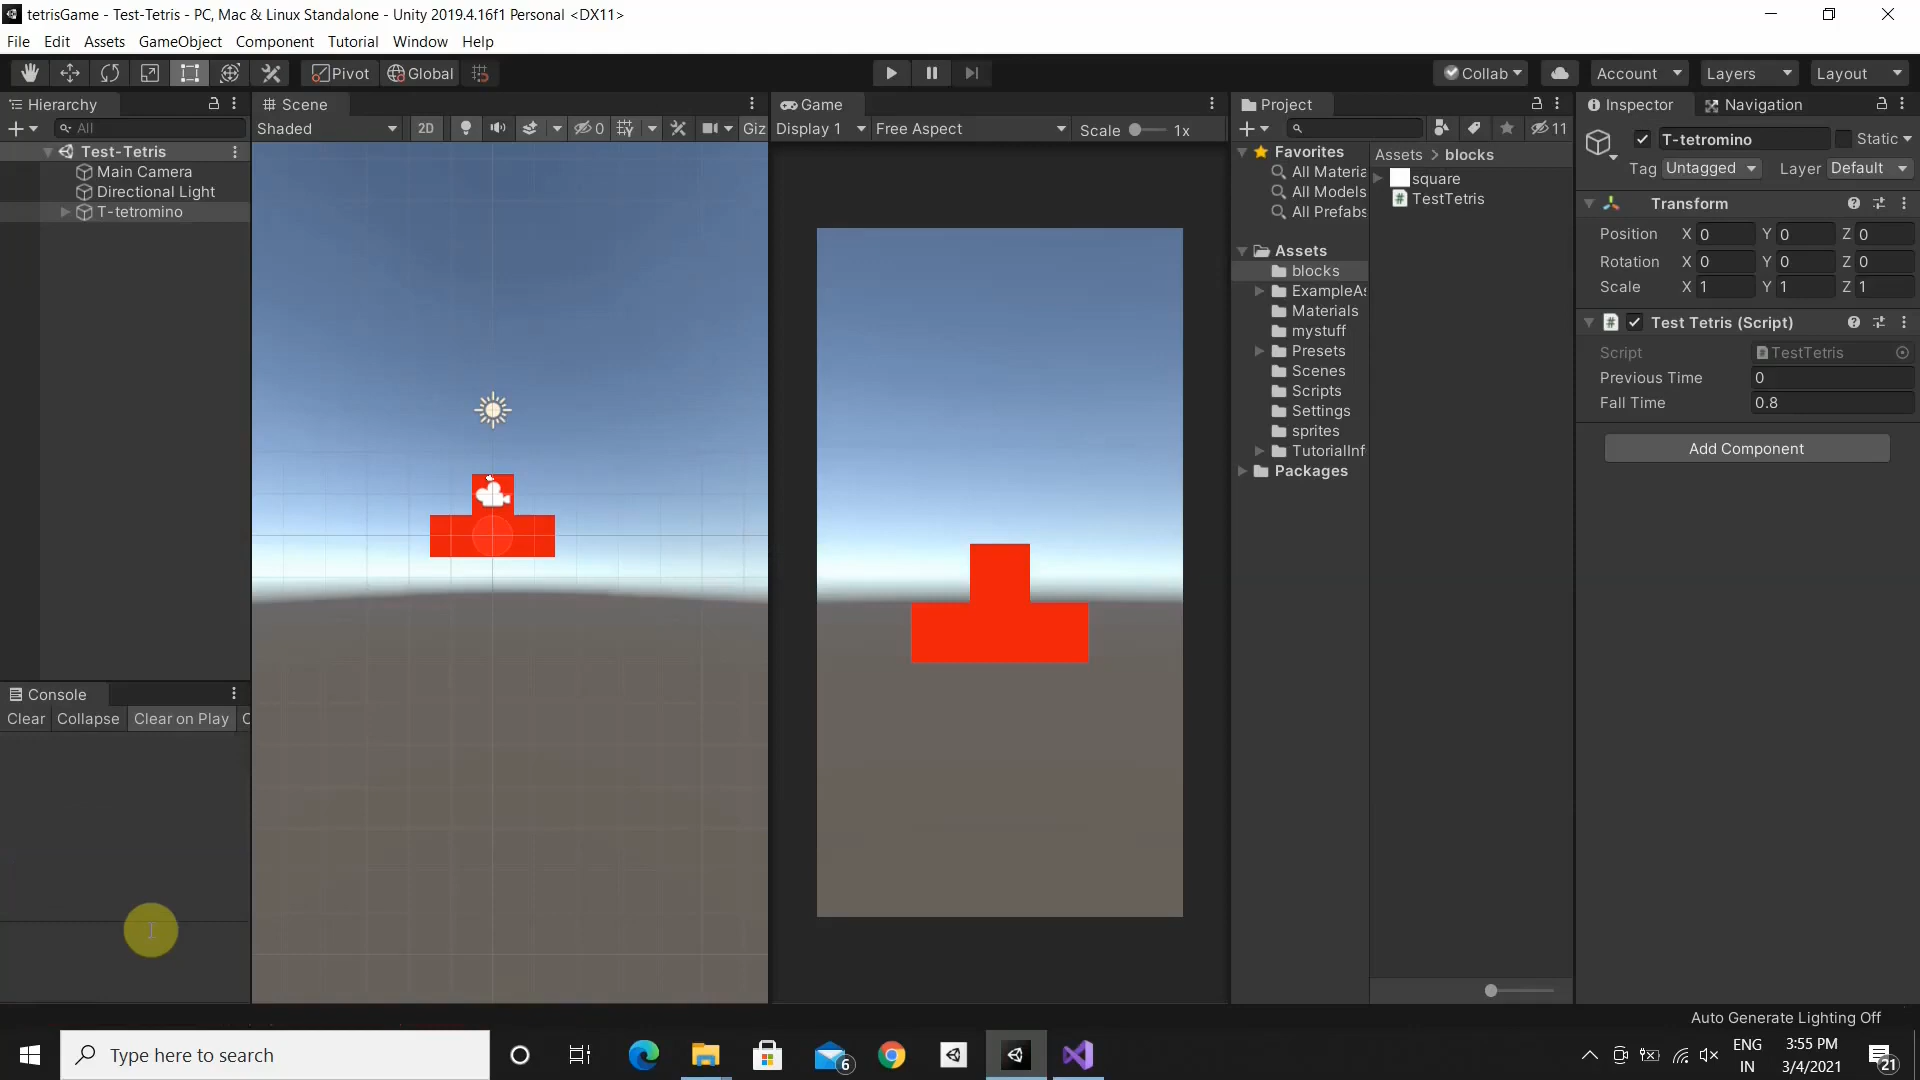 tetrisGame - Test-Tetris - PC, Mac & Linux Standalone - Unity 2019.4.16f1 Personal <DX11>
File Edit Assets GameObject Component Tutorial Window Help
Pivot Global Collab Account Layers Layout
Hierarchy
All
Test-Tetris
Main Camera
Directional Light
T-tetromino
Console
Clear Collapse Clear on Play
Scene
Shaded 2D 0 Giz
Game
Display 1 Free Aspect Scale 1x
Project
11
Favorites
All Materia
All Models
All Prefabs
Assets
blocks
ExampleAs
Materials
mystuff
Presets
Scenes
Scripts
Settings
sprites
TutorialInf
Packages
Assets > blocks
square
TestTetris
Inspector Navigation
T-tetromino Static
Tag Untagged Layer Default
Transform
Position X 0 Y 0 Z 0
Rotation X 0 Y 0 Z 0
Scale X 1 Y 1 Z 1
Test Tetris (Script)
Script TestTetris
Previous Time 0
Fall Time 0.8
Add Component
Auto Generate Lighting Off
Type here to search
6
ENG
IN
3:55 PM
3/4/2021
21